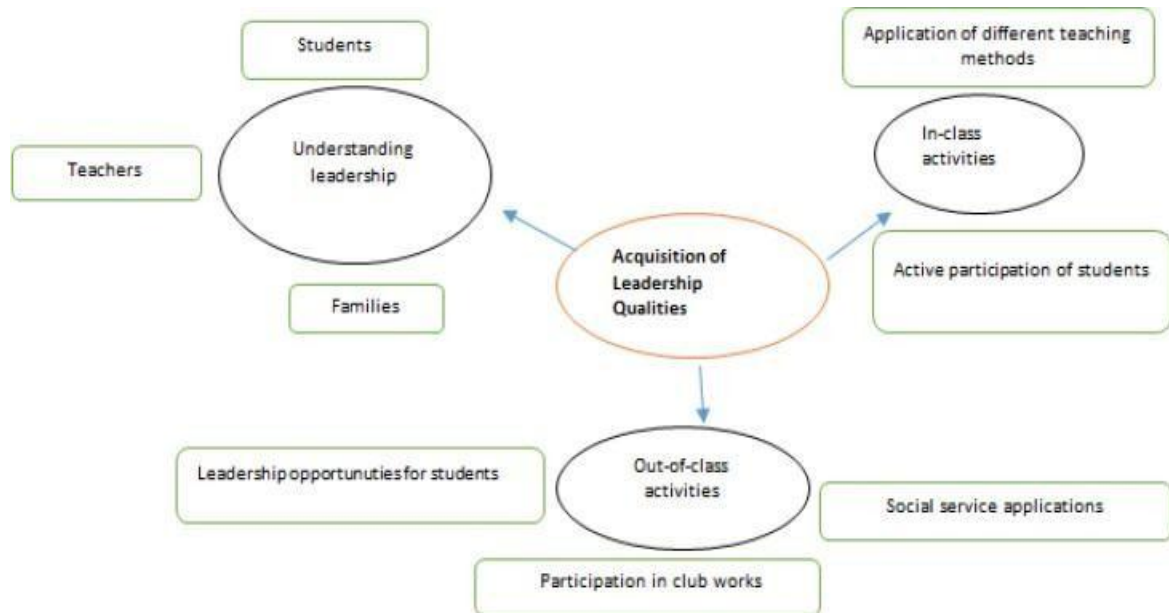 Students
Teachers
Understanding
leadership
Families
Application of different teaching
methods
In-class
activities
Active participation of students
Acquisition of
Leadership
Qualities
Leadership opportunuties for students
Out-of-class
activities
Social service applications
Participation in club works